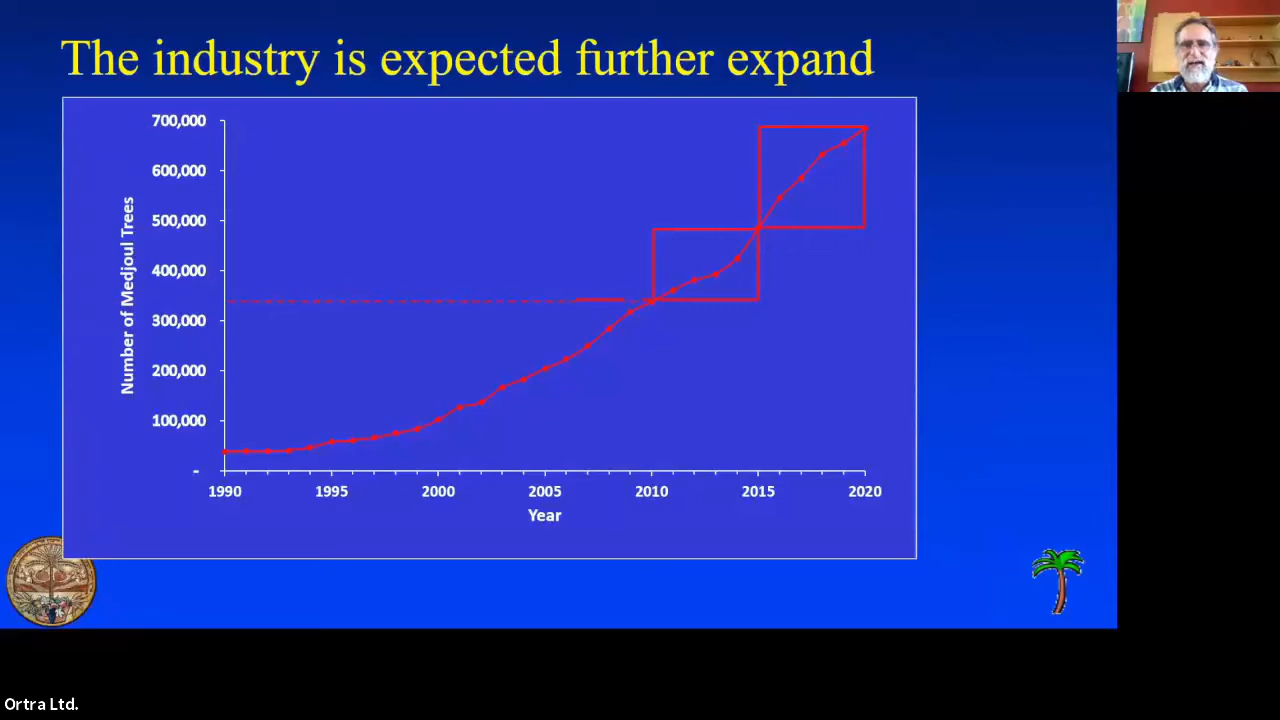 The industry is expected further expand
700,000
600,000
500,000
400,000
300,000
200,000
100,000
-
Number of Medjoul Trees
1990 1995 2000 2005 2010 2015 2020
Year
Ortra Ltd.